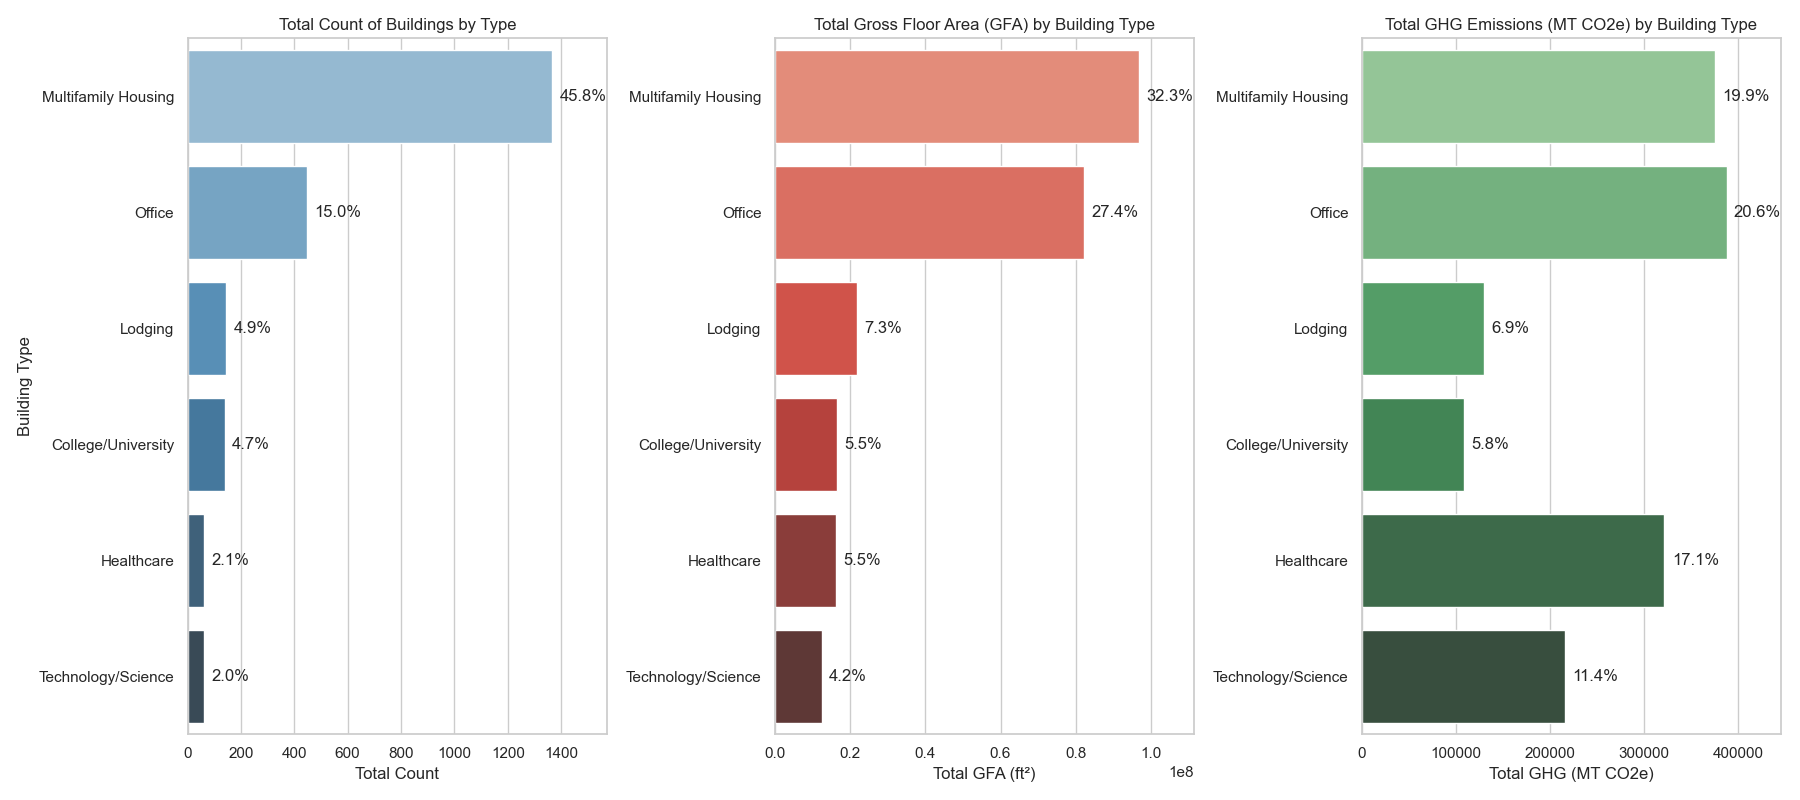 Total Count of Buildings by Type
Building Type
Multifamily Housing
45.8%
Office
15.0%
Lodging
4.9%
College/University
4.7%
Healthcare
2.1%
Technology/Science
2.0%
0 200 400 600 800 1000 1200 1400
Total Count
Total Gross Floor Area (GFA) by Building Type
Multifamily Housing
32.3%
Office
27.4%
Lodging
7.3%
College/University
5.5%
Healthcare
5.5%
Technology/Science
4.2%
0.0 0.2 0.4 0.6 0.8 1.0
1e8
Total GFA (ft²)
Total GHG Emissions (MT CO2e) by Building Type
Multifamily Housing
19.9%
Office
20.6%
Lodging
6.9%
College/University
5.8%
Healthcare
17.1%
Technology/Science
11.4%
0 100000 200000 300000 400000
Total GHG (MT CO2e)